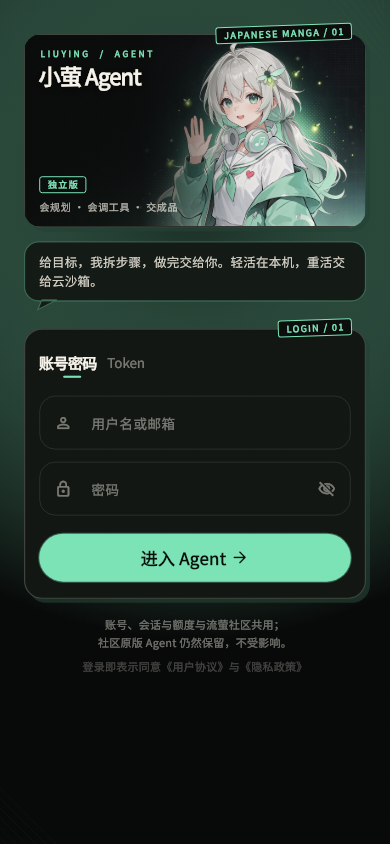 JAPANESE MANGA / 01
LIUYING / AGENT
小萤 Agent
独立版
会规划 · 会调工具 · 交成品
给目标，我拆步骤，做完交给你。轻活在本机，重活交
给云沙箱。
LOGIN / 01
账号密码 Token
用户名或邮箱
密码
进入 Agent →
账号、会话与额度与流萤社区共用；
社区原版 Agent 仍然保留，不受影响。
登录即表示同意《用户协议》与《隐私政策》